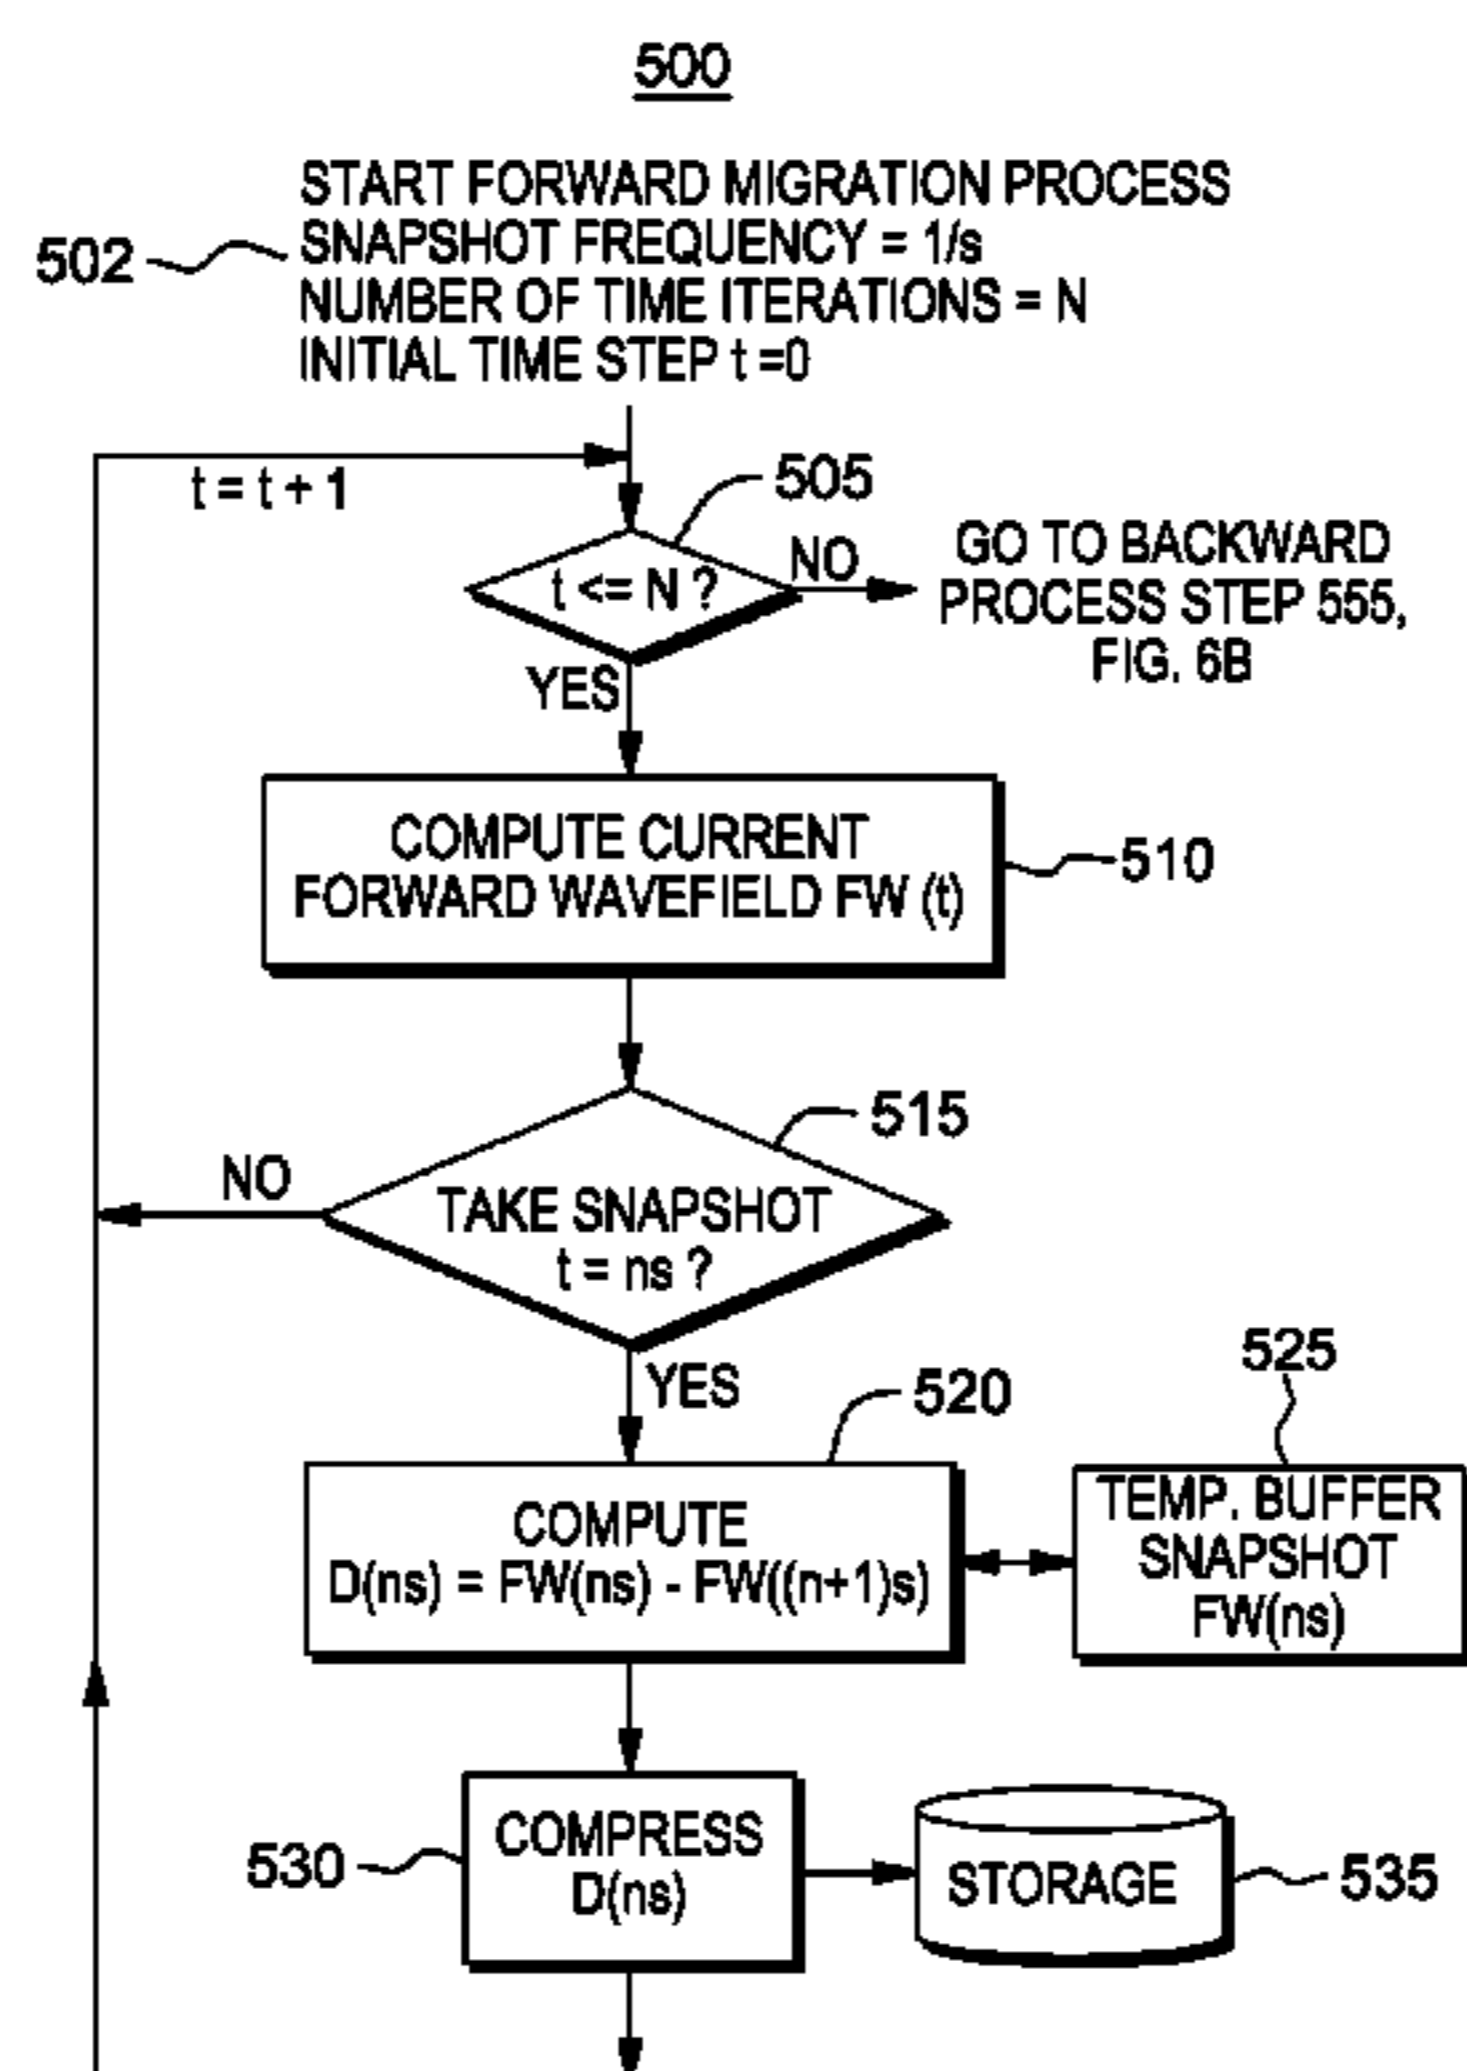 500
START FORWARD MIGRATION PROCESS
502
SNAPSHOT FREQUENCY = 1/s
NUMBER OF TIME ITERATIONS = N
INITIAL TIME STEP t =0
t = t + 1
505
t <= N ?
NO
GO TO BACKWARD
PROCESS STEP 555,
FIG. 6B
YES
COMPUTE CURRENT
FORWARD WAVEFIELD FW (t)
510
515
NO
TAKE SNAPSHOT
t = ns ?
YES
520
525
COMPUTE
D(ns) = FW(ns) - FW((n+1)s)
TEMP. BUFFER
SNAPSHOT
FW(ns)
530
COMPRESS
D(ns)
STORAGE
535